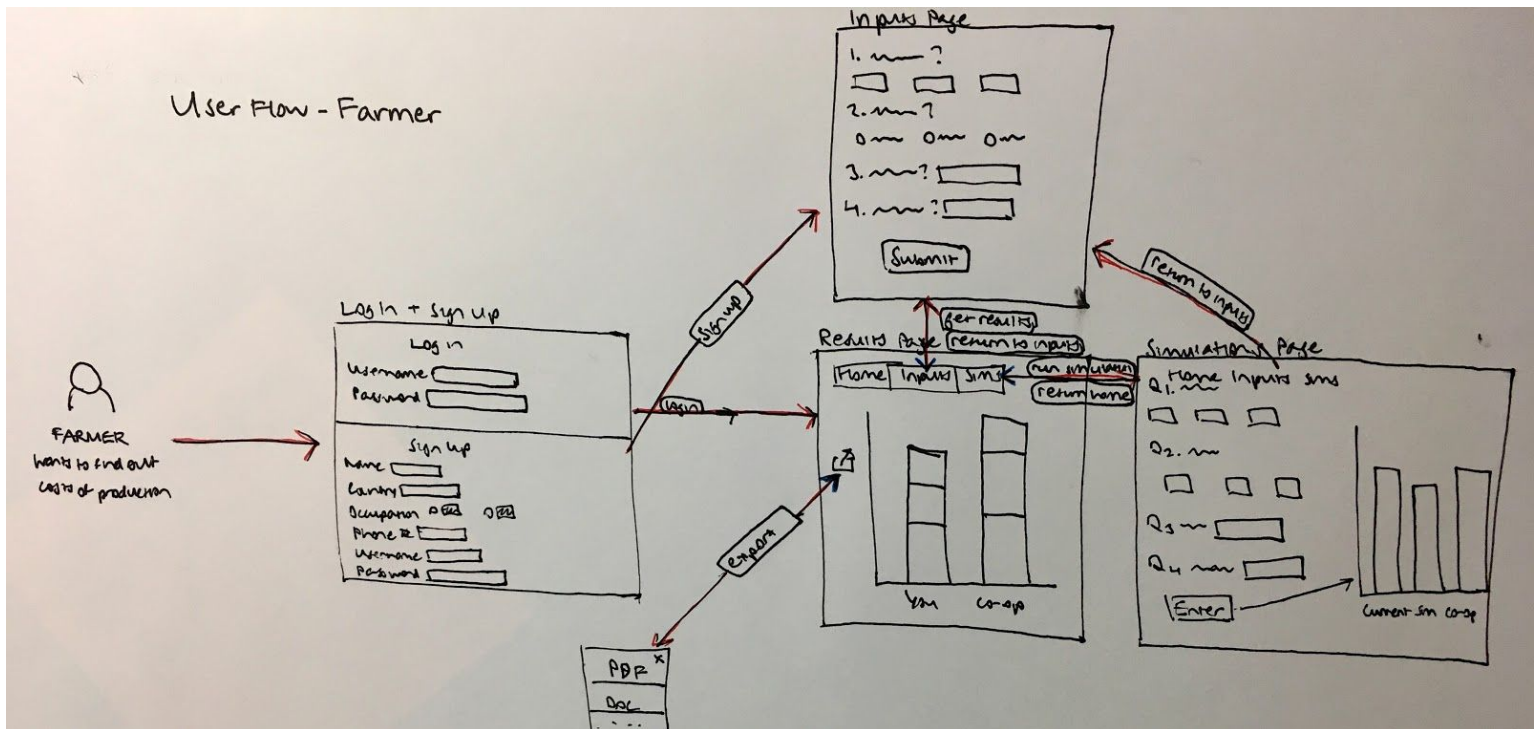 User Flow - Farmer
FARMER
wants to find out
costs of production
Login + Sign up
Log in
Username
Password
Sign up
Name
Country
Occupation
Phone #
Username
Password
Sign up
Login
export
PDF x
DOC
Inputs Page
1. ?
2. ?
3. ?
4. ?
Submit
get results
return to inputs
Results Page
Home Inputs Sims
You co-op
run simulation
return home
return to inputs
Simulations Page
Home Inputs sims
Q1.
Q2.
Q3
Q4
Enter
Current sim co-op